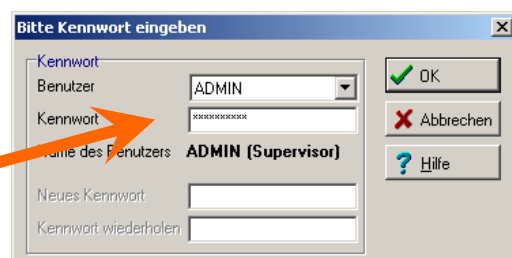 Bitte Kennwort eingeben
Kennwort
Benutzer ADMIN
Kennwort **********
Name des Benutzers ADMIN (Supervisor)
Neues Kennwort
Kennwort wiederholen
OK
Abbrechen
Hilfe